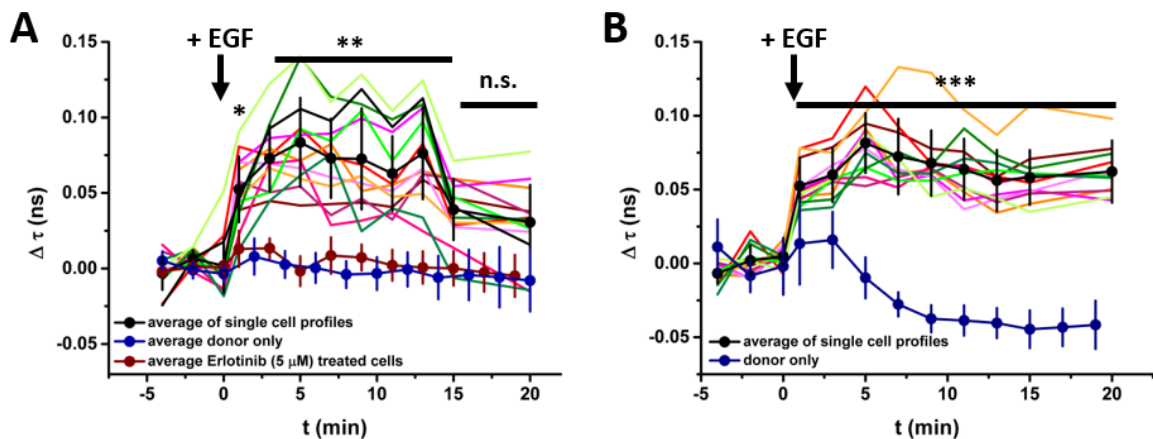 A
+ EGF
**
n.s.
*
0.15
0.10
0.05
0.00
-0.05
Δ τ (ns)
average of single cell profiles
average donor only
average Erlotinib (5 μM) treated cells
-5
0
5
10
15
20
t (min)
B
+ EGF
***
0.15
0.10
0.05
0.00
-0.05
Δ τ (ns)
average of single cell profiles
donor only
-5
0
5
10
15
20
t (min)